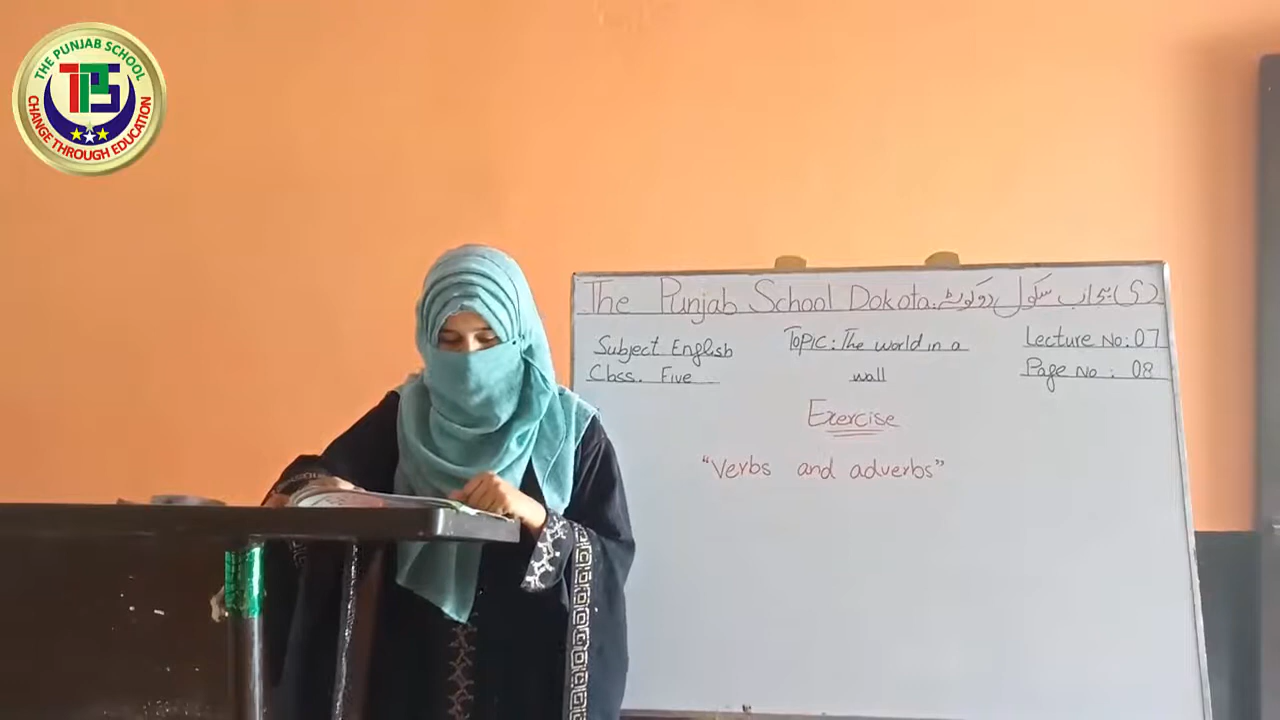 THE PUNJAB SCHOOL
TPS
CHANGE THROUGH EDUCATION
The Punjab School Dokota. (دی پنجاب سکول دوکوٹہ)
Subject English
Class. Five
Topic: The world in a
wall
Lecture No: 07
Page No : 08
Exercise
"Verbs and adverbs"